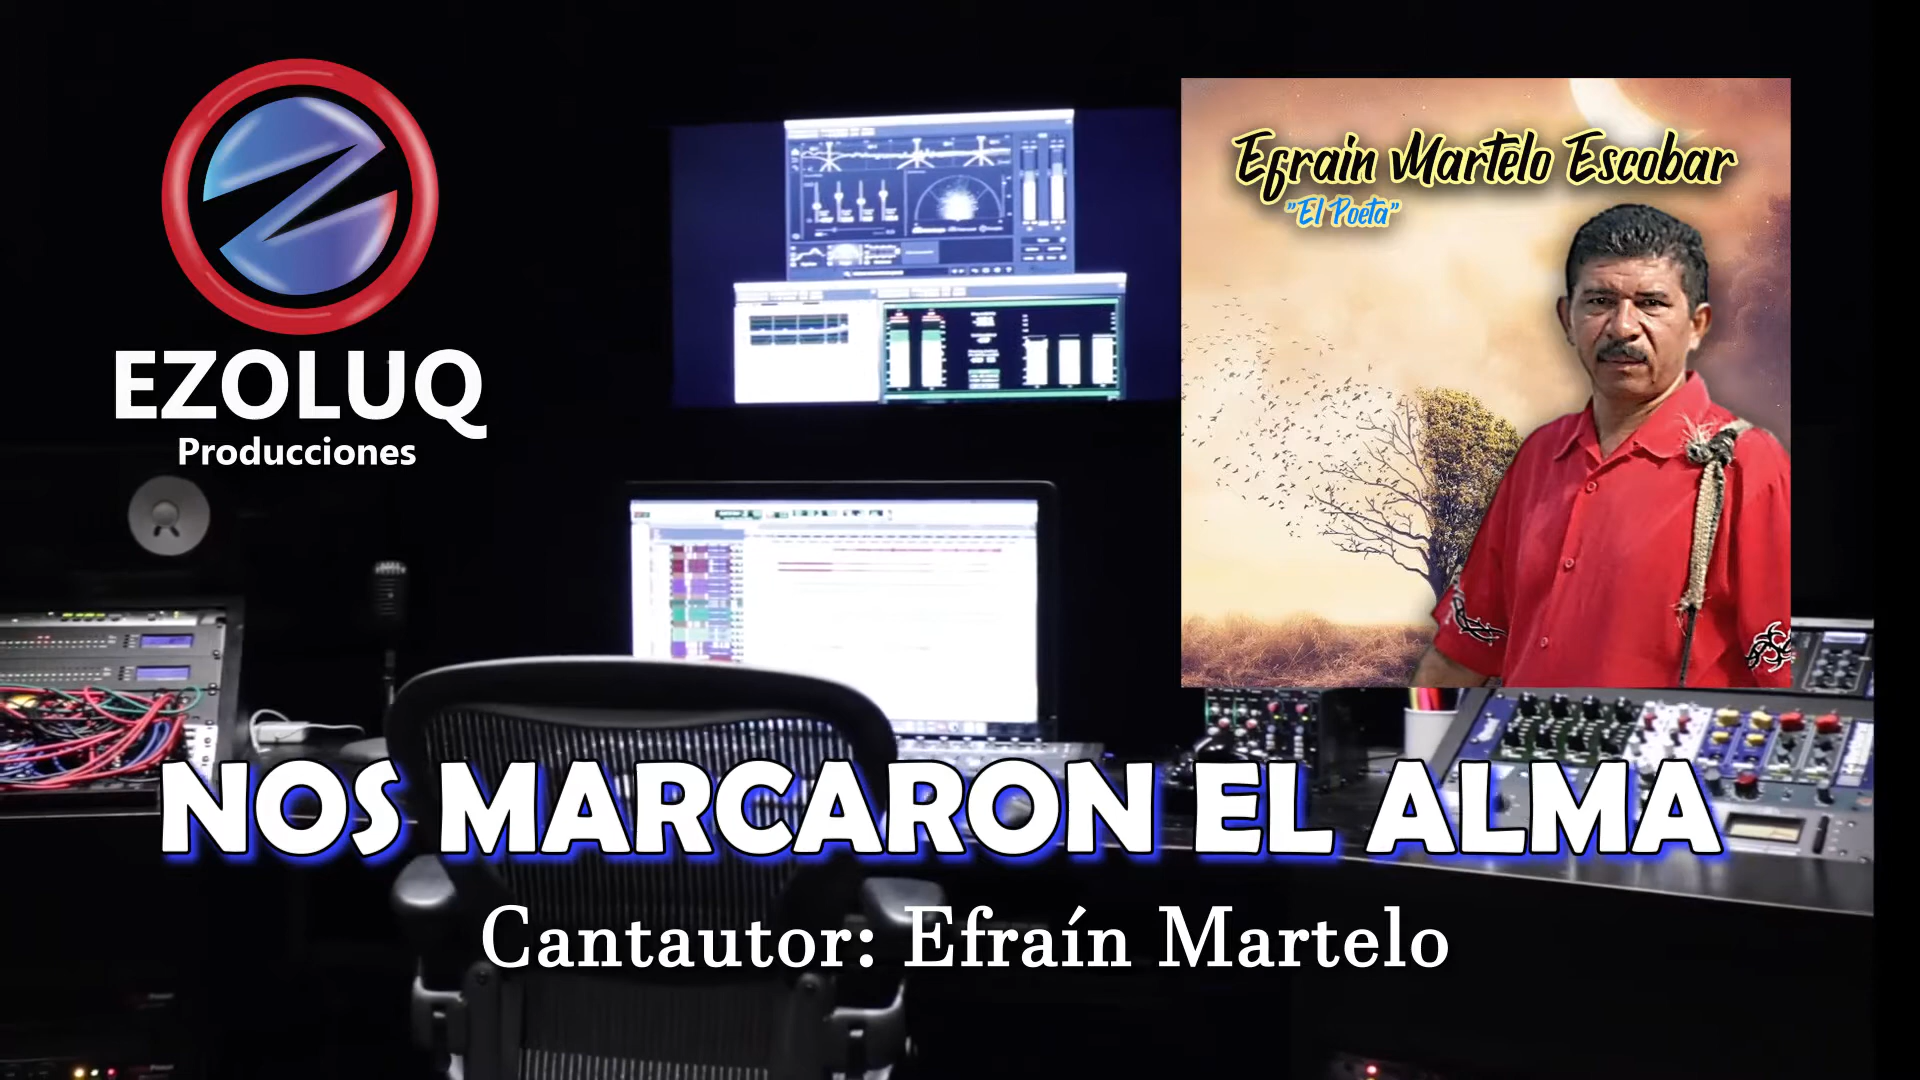 EZOLUQ
Producciones
Efrain Martelo Escobar
"El Poeta"
NOS MARCARON EL ALMA
Cantautor: Efraín Martelo